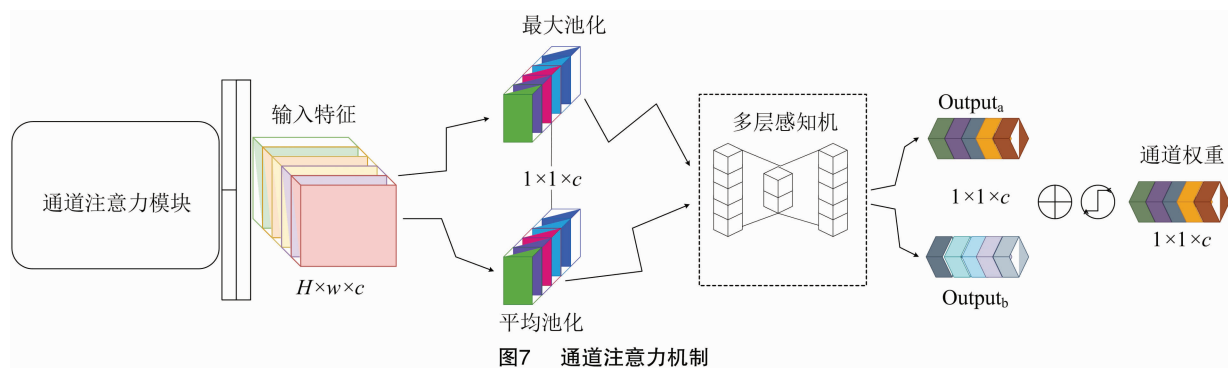 通道注意力模块
输入特征
H×w×c
最大池化
1×1×c
平均池化
多层感知机
Output_a
1×1×c
Output_b
通道权重
1×1×c
图7 通道注意力机制